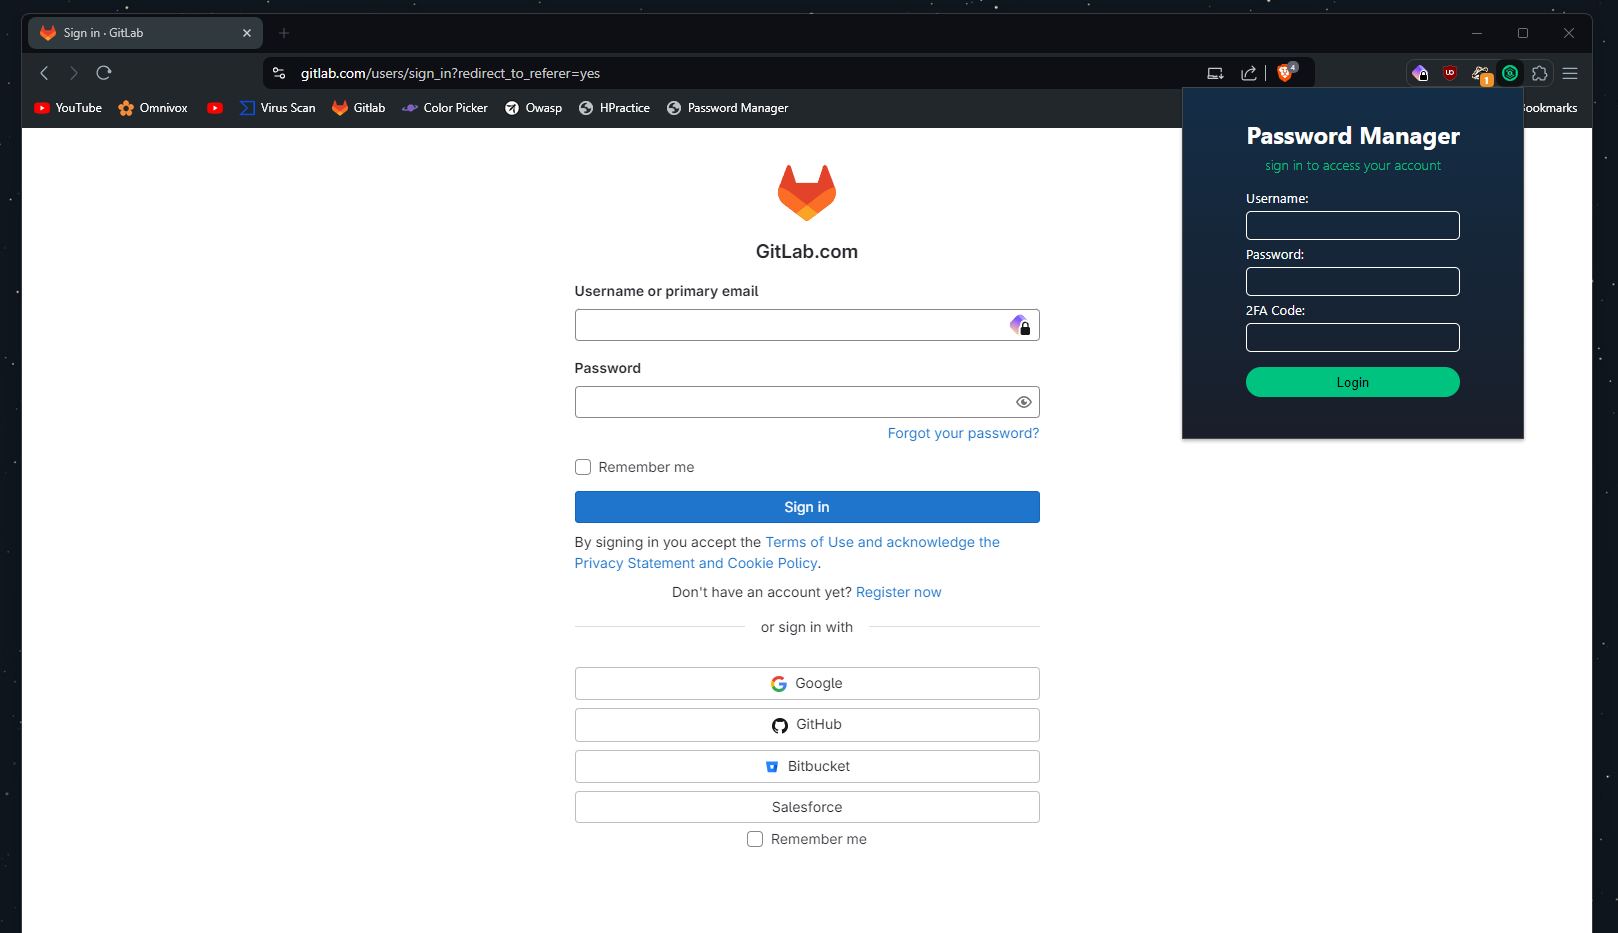 Sign in · GitLab
gitlab.com/users/sign_in?redirect_to_referer=yes
4
UD
1
YouTube
Omnivox
Virus Scan
Gitlab
Color Picker
Owasp
HPractice
Password Manager
Bookmarks
GitLab.com
Username or primary email
Password
Forgot your password?
Remember me
Sign in
By signing in you accept the Terms of Use and acknowledge the
Privacy Statement and Cookie Policy.
Don't have an account yet? Register now
or sign in with
Google
GitHub
Bitbucket
Salesforce
Remember me
Password Manager
sign in to access your account
Username:
Password:
2FA Code:
Login